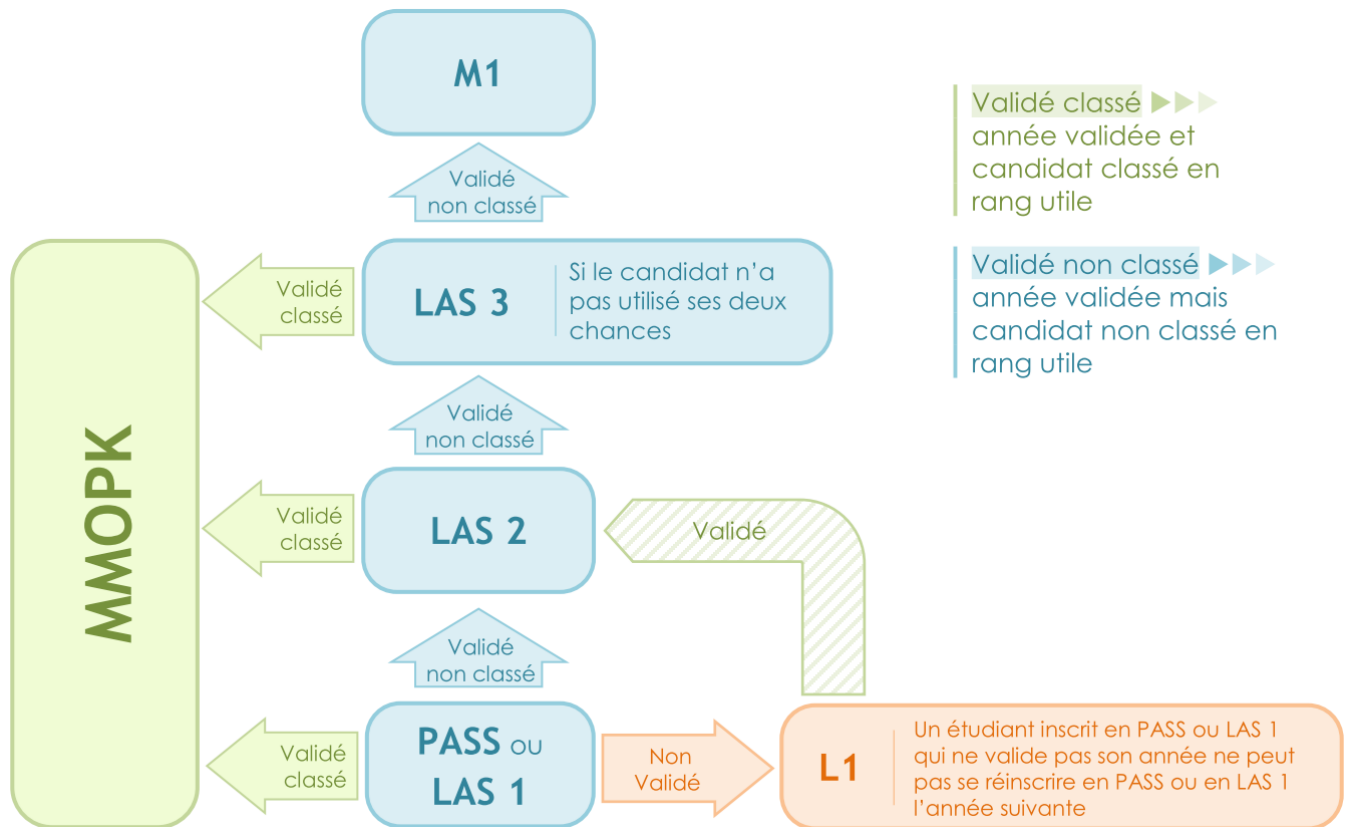 M1
Validé classé
année validée et
candidat classé en
rang utile
Validé
non classé
Validé non classé
année validée mais
candidat non classé en
rang utile
MMOPK
Validé
classé
LAS 3
Si le candidat n’a
pas utilisé ses deux
chances
Validé
non classé
Validé
classé
LAS 2
Validé
Validé
non classé
Validé
classé
PASS ou
LAS 1
Non
Validé
L1
Un étudiant inscrit en PASS ou LAS 1
qui ne valide pas son année ne peut
pas se réinscrire en PASS ou en LAS 1
l’année suivante